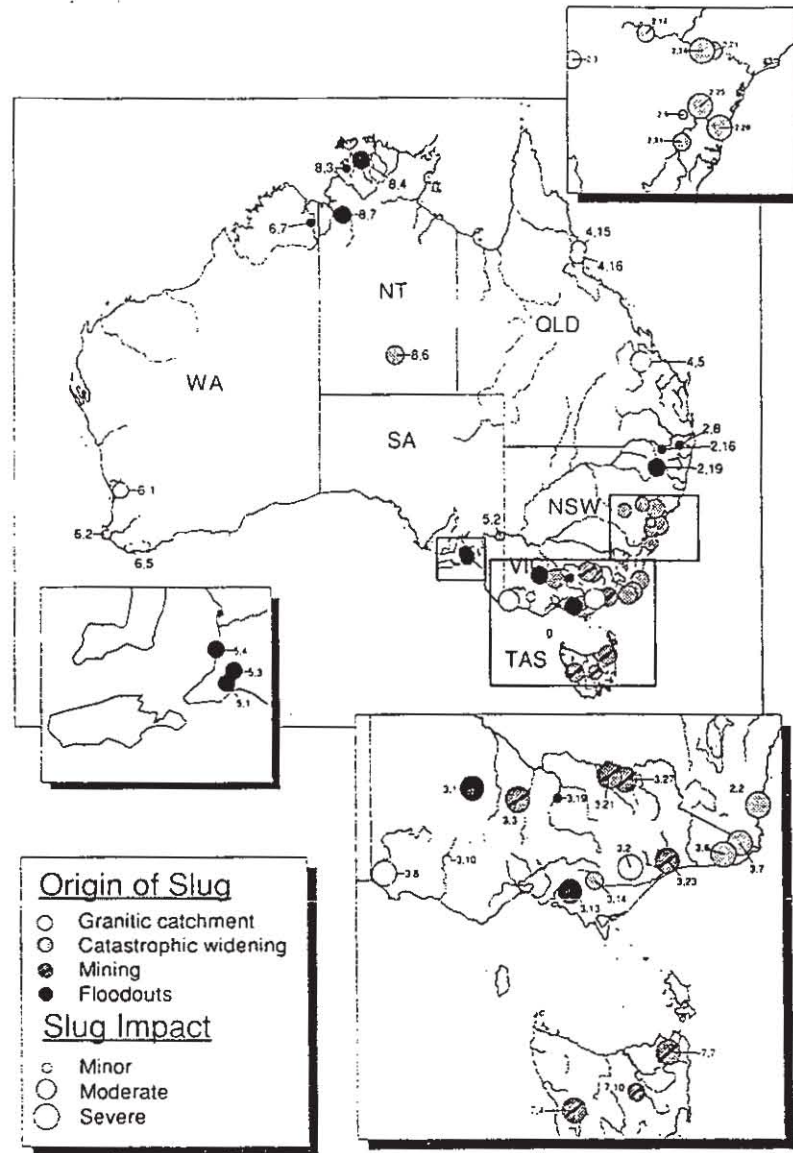 2,14
2,3
2,21
2,25
2,28
8,3
8,4
8,7
6,7
4,15
4,16
NT
QLD
8,6
WA
4,5
SA
2,8
2,16
2,19
6,1
NSW
5,2
6,2
6,5
TAS
5,4
5,3
5,1
3,1
3,3
3,19
3,21
3,27
2,2
3,10
3,2
3,6
3,7
3,8
3,14
3,23
3,13
7,7
7,10
7,4
Origin of Slug
Granitic catchment
Catastrophic widening
Mining
Floodouts
Slug Impact
Minor
Moderate
Severe